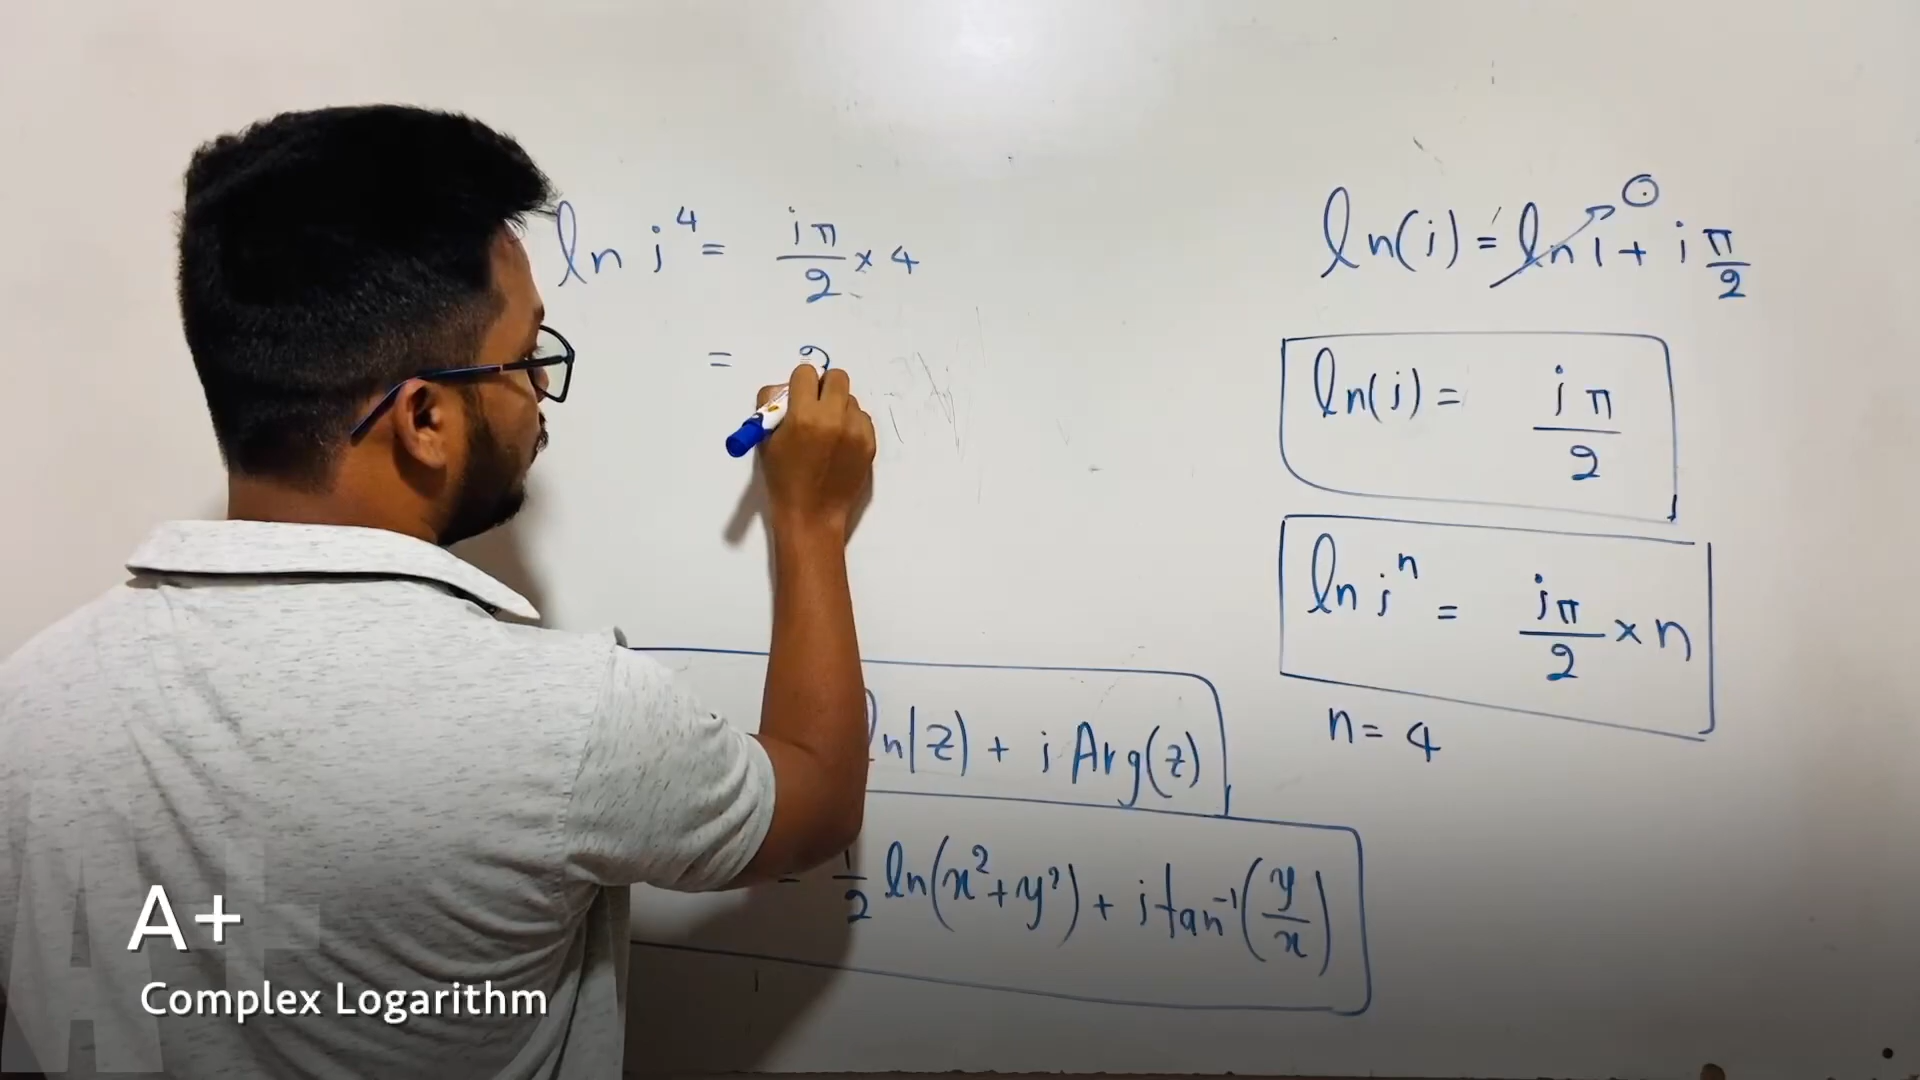 ln i⁴ = iπ/2 × 4
= 2
ln(i) = ln 1 + i π/2
0
ln(i) = iπ/2
ln iⁿ = iπ/2 × n
n = 4
ln|z| + i Arg(z)
= 1/2 ln(x²+y²) + i tan⁻¹(y/x)
A+
Complex Logarithm